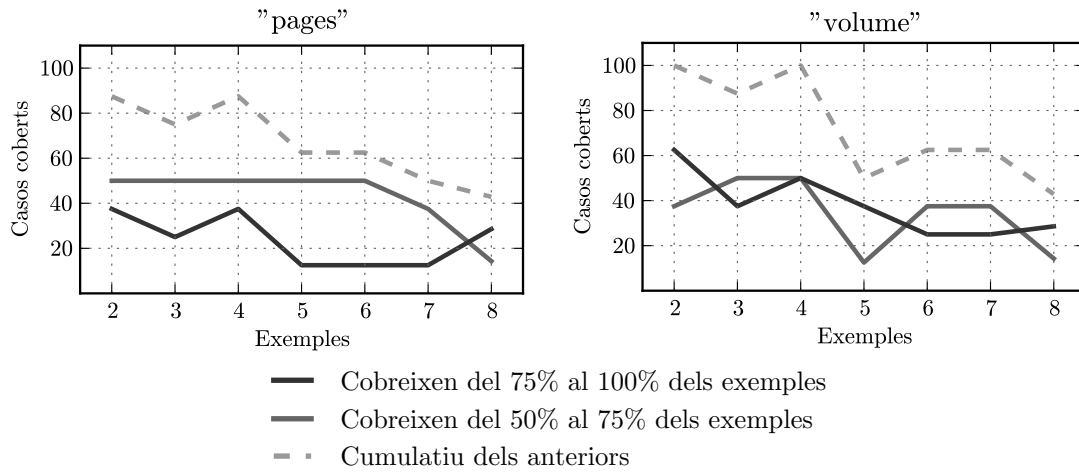 "pages"
100
80
60
40
20
Casos coberts
2 3 4 5 6 7 8
Exemples
"volume"
100
80
60
40
20
Casos coberts
2 3 4 5 6 7 8
Exemples
Cobreixen del 75% al 100% dels exemples
Cobreixen del 50% al 75% dels exemples
Cumulatiu dels anteriors